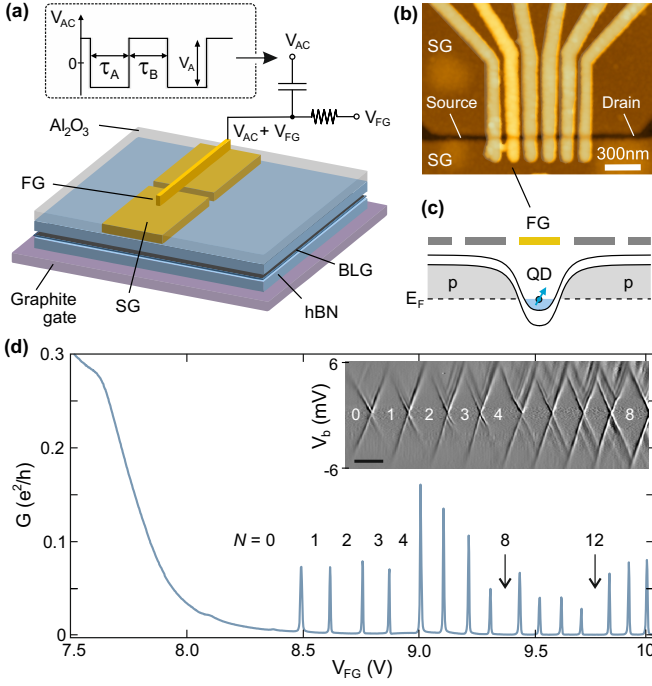 (a)
V_AC
0
τ_A
τ_B
V_A
V_AC
V_FG
V_AC + V_FG
Al₂O₃
FG
SG
Graphite
gate
hBN
BLG
(b)
SG
Source
Drain
SG
300nm
FG
(c)
QD
p
p
E_F
(d)
0.3
0.2
0.1
0
G (e²/h)
N = 0
1
2
3
4
8
12
6
V_b (mV)
-6
0
1
2
3
4
8
7.5
8.0
8.5
9.0
9.5
10.0
V_FG (V)